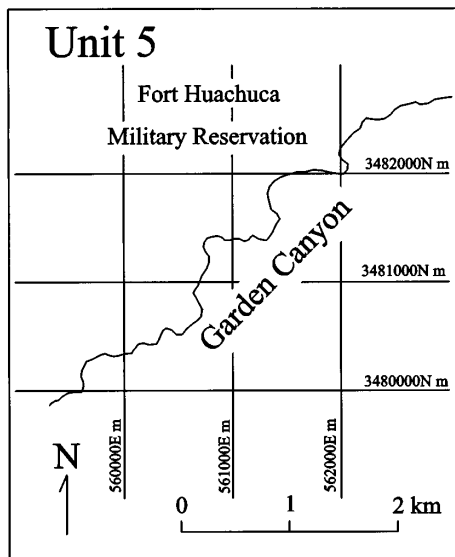 Unit 5
Fort Huachuca
Military Reservation
3482000N m
Garden Canyon
3481000N m
3480000N m
560000E m
561000E m
562000E m
N
0 1 2 km